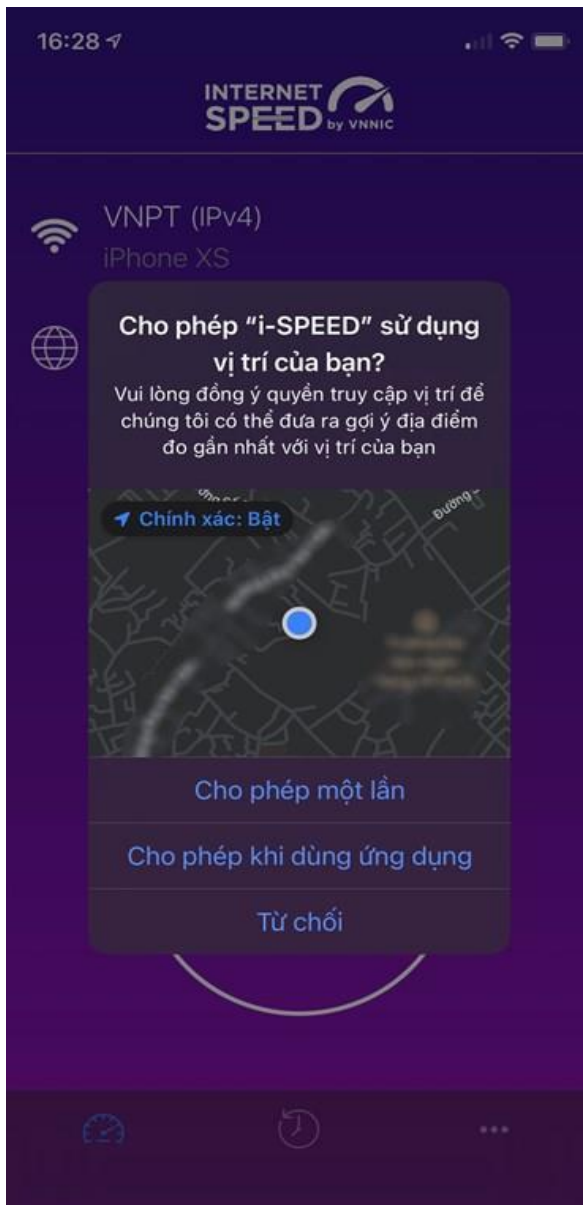 16:28
INTERNET
SPEED by VNNIC
VNPT (IPv4)
iPhone XS
Cho phép “i-SPEED” sử dụng
vị trí của bạn?
Vui lòng đồng ý quyền truy cập vị trí để
chúng tôi có thể đưa ra gợi ý địa điểm
đo gần nhất với vị trí của bạn
Đường
Chính xác: Bật
Cho phép một lần
Cho phép khi dùng ứng dụng
Từ chối